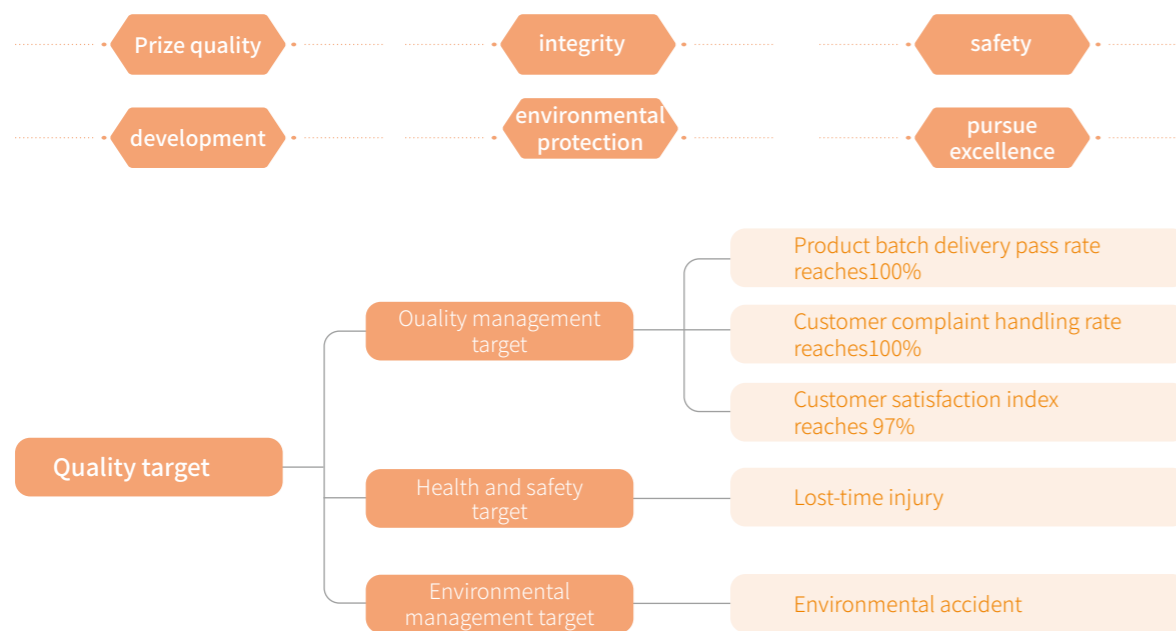 Prize quality
integrity
safety
development
environmental
protection
pursue
excellence
Quality target
Ouality management
target
Product batch delivery pass rate
reaches100%
Customer complaint handling rate
reaches100%
Customer satisfaction index
reaches 97%
Health and safety
target
Lost-time injury
Environmental
management target
Environmental accident